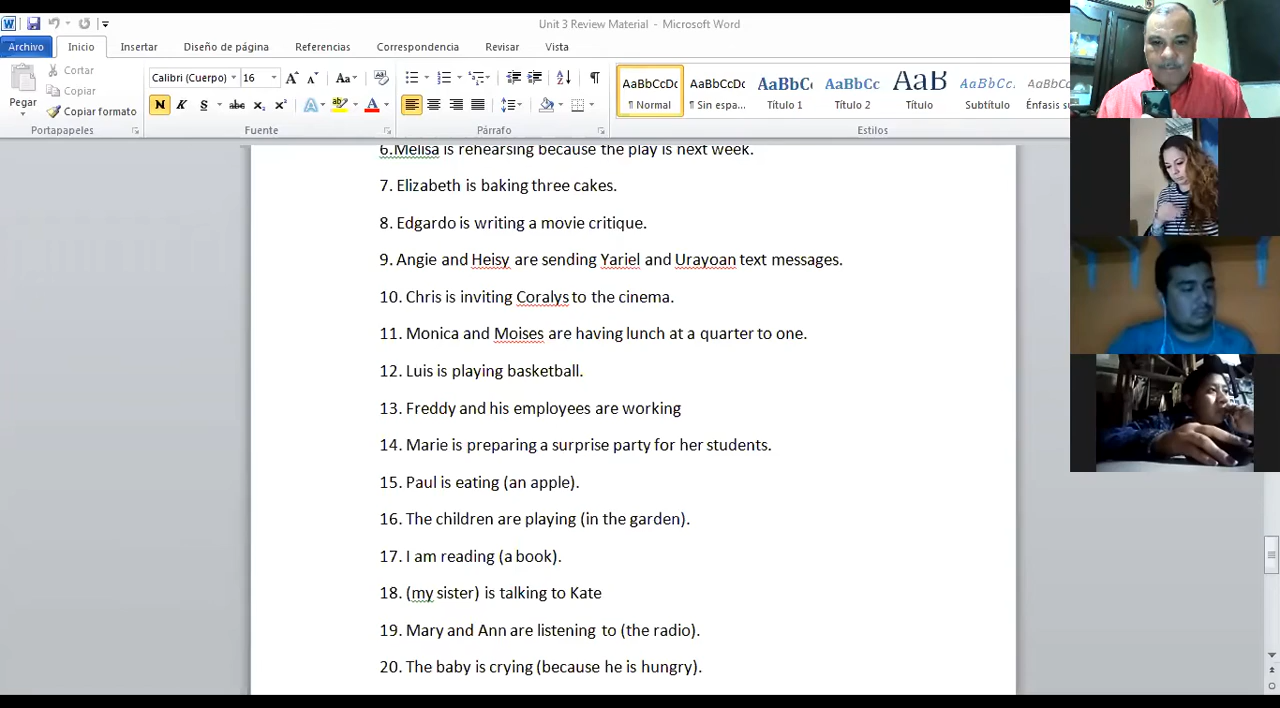 Unit 3 Review Material - Microsoft Word
Archivo Inicio Insertar Diseño de página Referencias Correspondencia Revisar Vista
Pegar
Cortar
Copiar
Copiar formato
Portapapeles
Calibri (Cuerpo) 16
Fuente
Párrafo
AaBbCcDc AaBbCcDc AaBbC AaBbCc AaB AaBbCc. AaBbCcD
¶ Normal ¶ Sin espa... Título 1 Título 2 Título Subtítulo Énfasis
Estilos
6.Melisa is rehearsing because the play is next week.
7. Elizabeth is baking three cakes.
8. Edgardo is writing a movie critique.
9. Angie and Heisy are sending Yariel and Urayoan text messages.
10. Chris is inviting Coralys to the cinema.
11. Monica and Moises are having lunch at a quarter to one.
12. Luis is playing basketball.
13. Freddy and his employees are working
14. Marie is preparing a surprise party for her students.
15. Paul is eating (an apple).
16. The children are playing (in the garden).
17. I am reading (a book).
18. (my sister) is talking to Kate
19. Mary and Ann are listening to (the radio).
20. The baby is crying (because he is hungry).